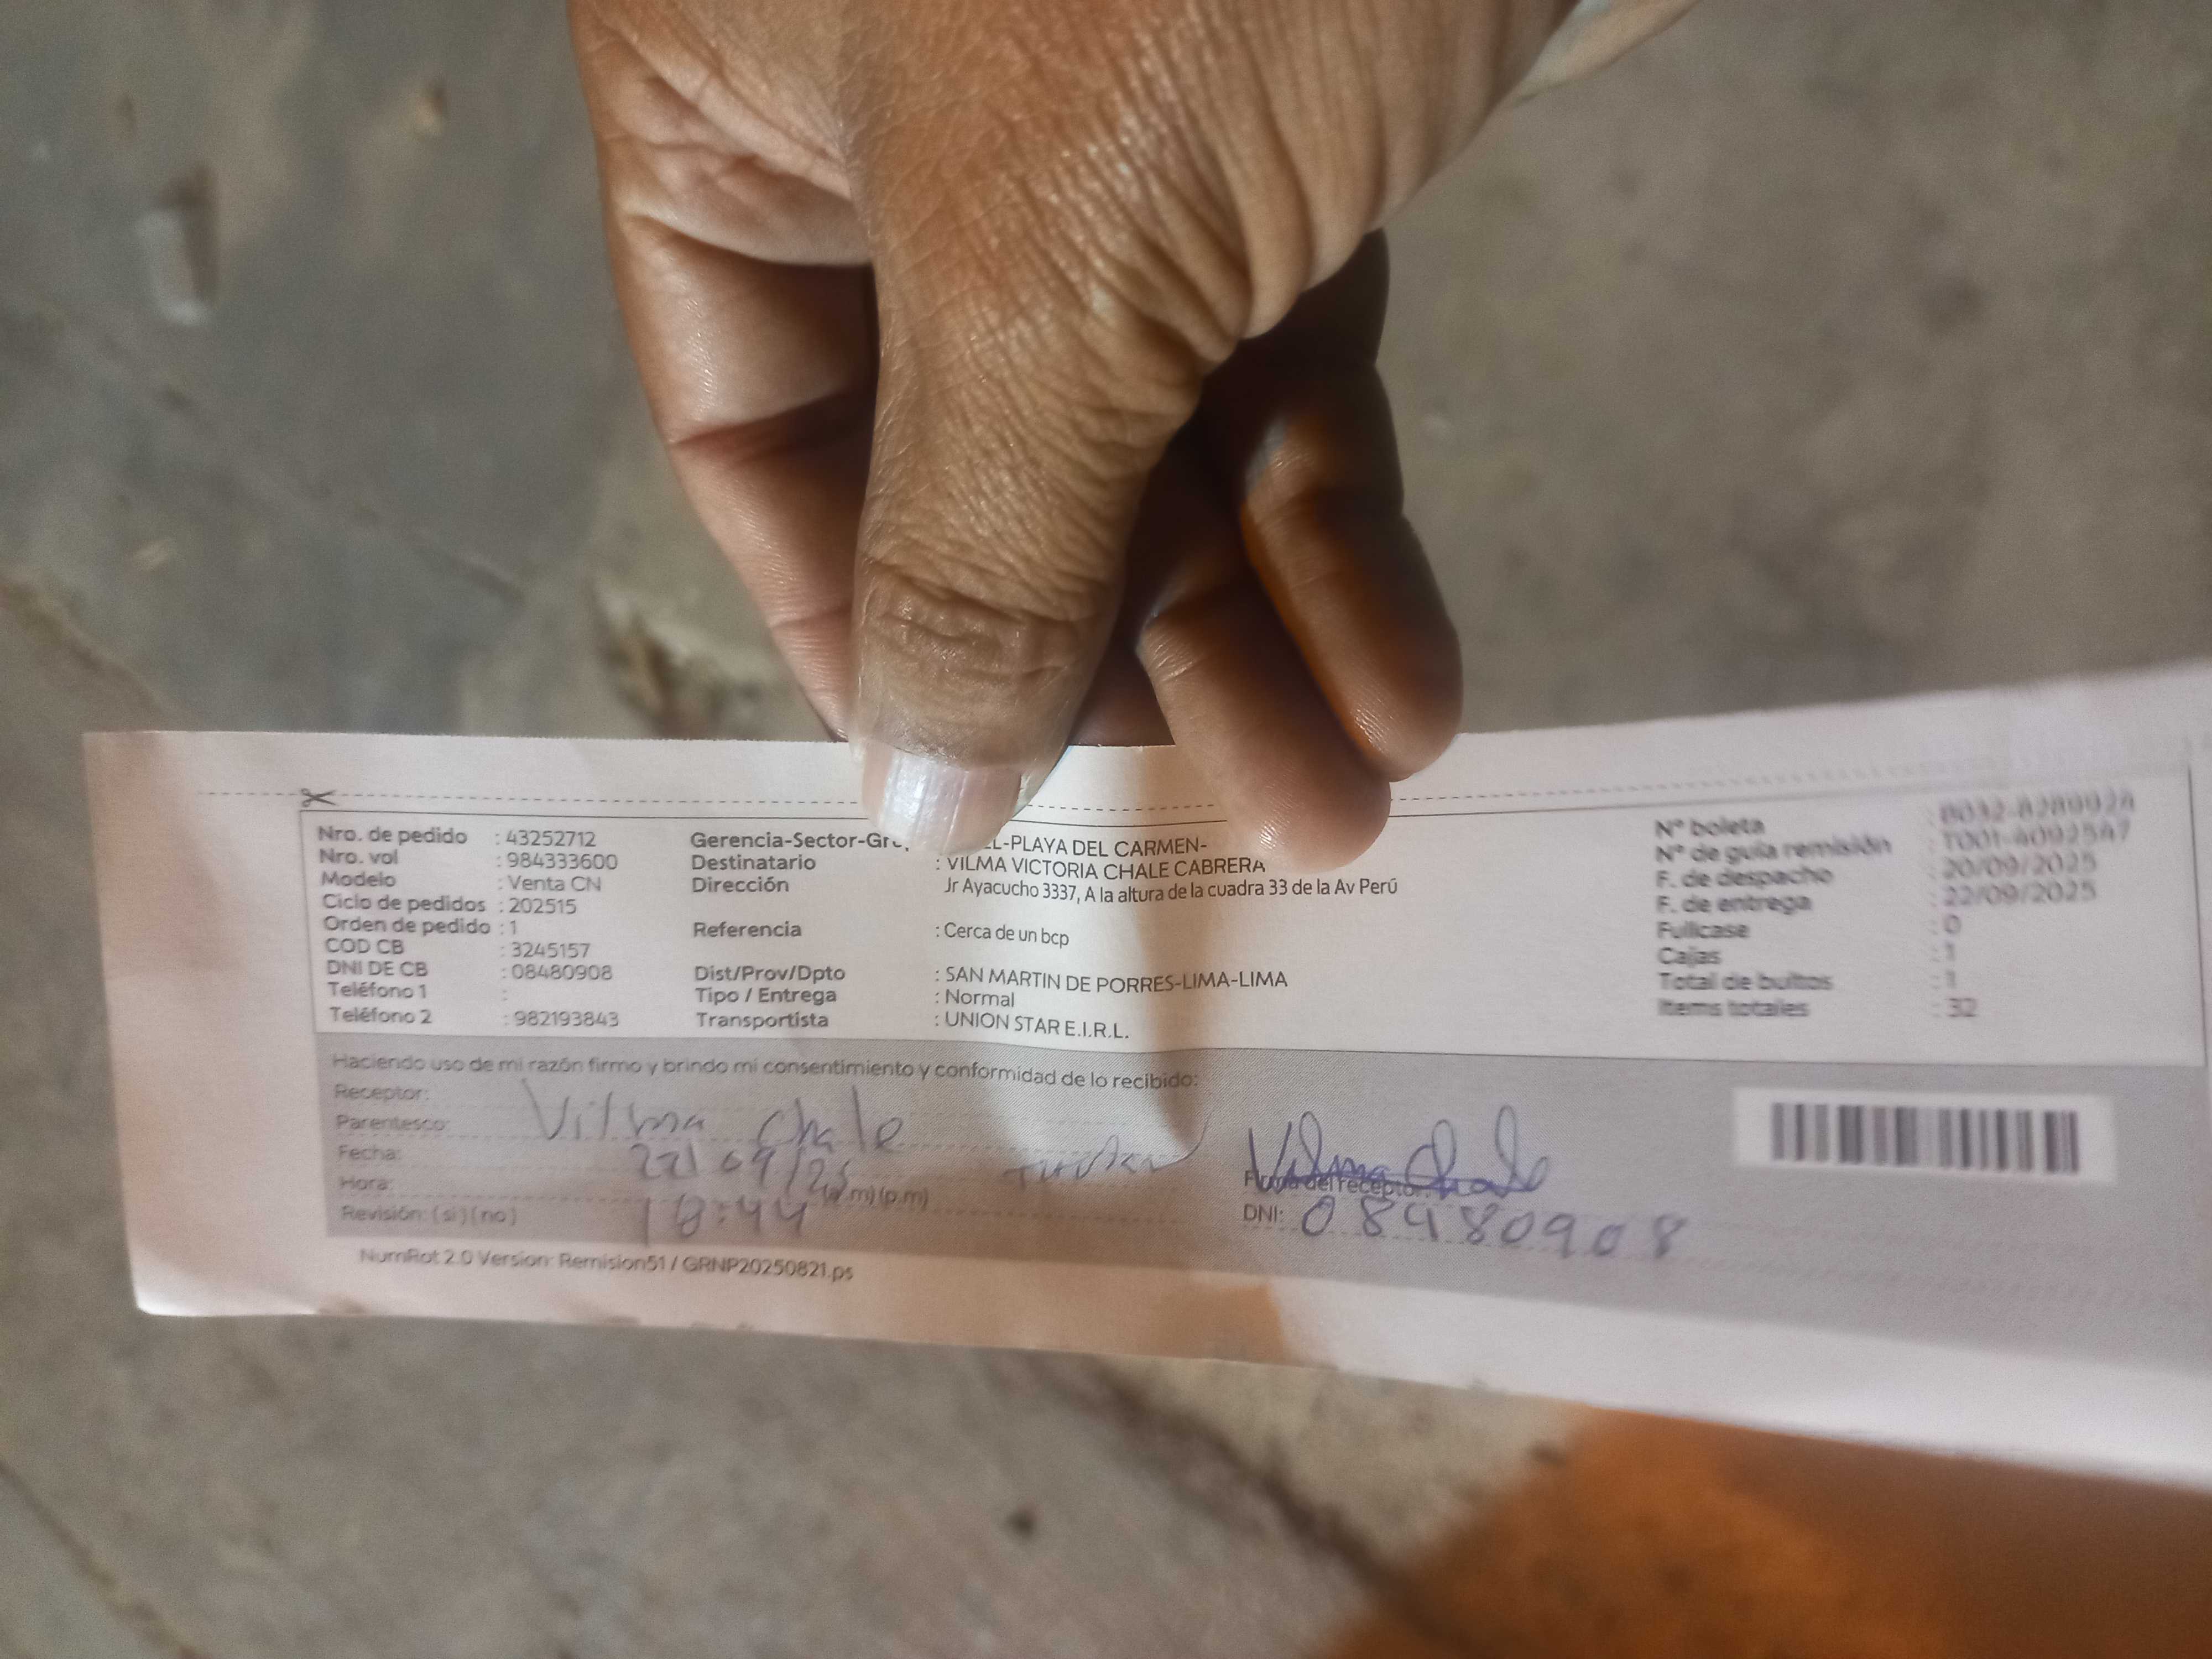 Nro. de pedido : 43252712
Nro. vol : 984333600
Modelo : Venta CN
Ciclo de pedidos : 202515
Orden de pedido : 1
COD CB : 3245157
DNI DE CB : 08480908
Teléfono 1 :
Teléfono 2 : 982193843
Gerencia-Sector-Gr EL-PLAYA DEL CARMEN-
Destinatario : VILMA VICTORIA CHALE CABRERA
Dirección Jr Ayacucho 3337, A la altura de la cuadra 33 de la Av Perú
Referencia : Cerca de un bcp
Dist/Prov/Dpto : SAN MARTIN DE PORRES-LIMA-LIMA
Tipo / Entrega : Normal
Transportista : UNION STAR E.I.R.L.
N° boleta
N° de guía remisión : T001-4092547
F. de despacho : 20/09/2025
F. de entrega : 22/09/2025
Fullcase : 0
Cajas : 1
Total de bultos : 1
Items totales : 32
Haciendo uso de mi razón firmo y brindo mi consentimiento y conformidad de lo recibido:
Receptor: Vilma Chale
Parentesco:
Fecha: 22/09/25
Hora: 18:44 (a.m) (p.m)
Revisión: ( si ) ( no )
Vilma Chale
Firma del receptor:
DNI: 08480908
NumRot 2.0 Version: Remision51 / GRNP20250821.ps